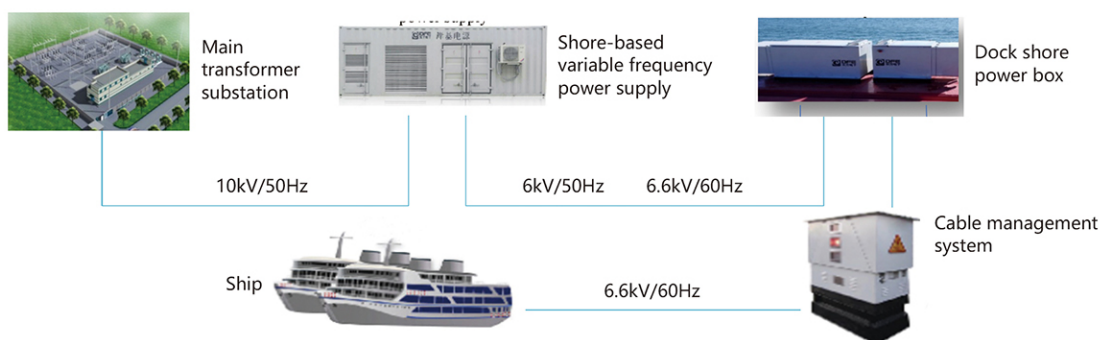 power supply
Main
transformer
substation
Shore-based
variable frequency
power supply
Dock shore
power box
10kV/50Hz
6kV/50Hz 6.6kV/60Hz
Cable management
system
Ship
6.6kV/60Hz